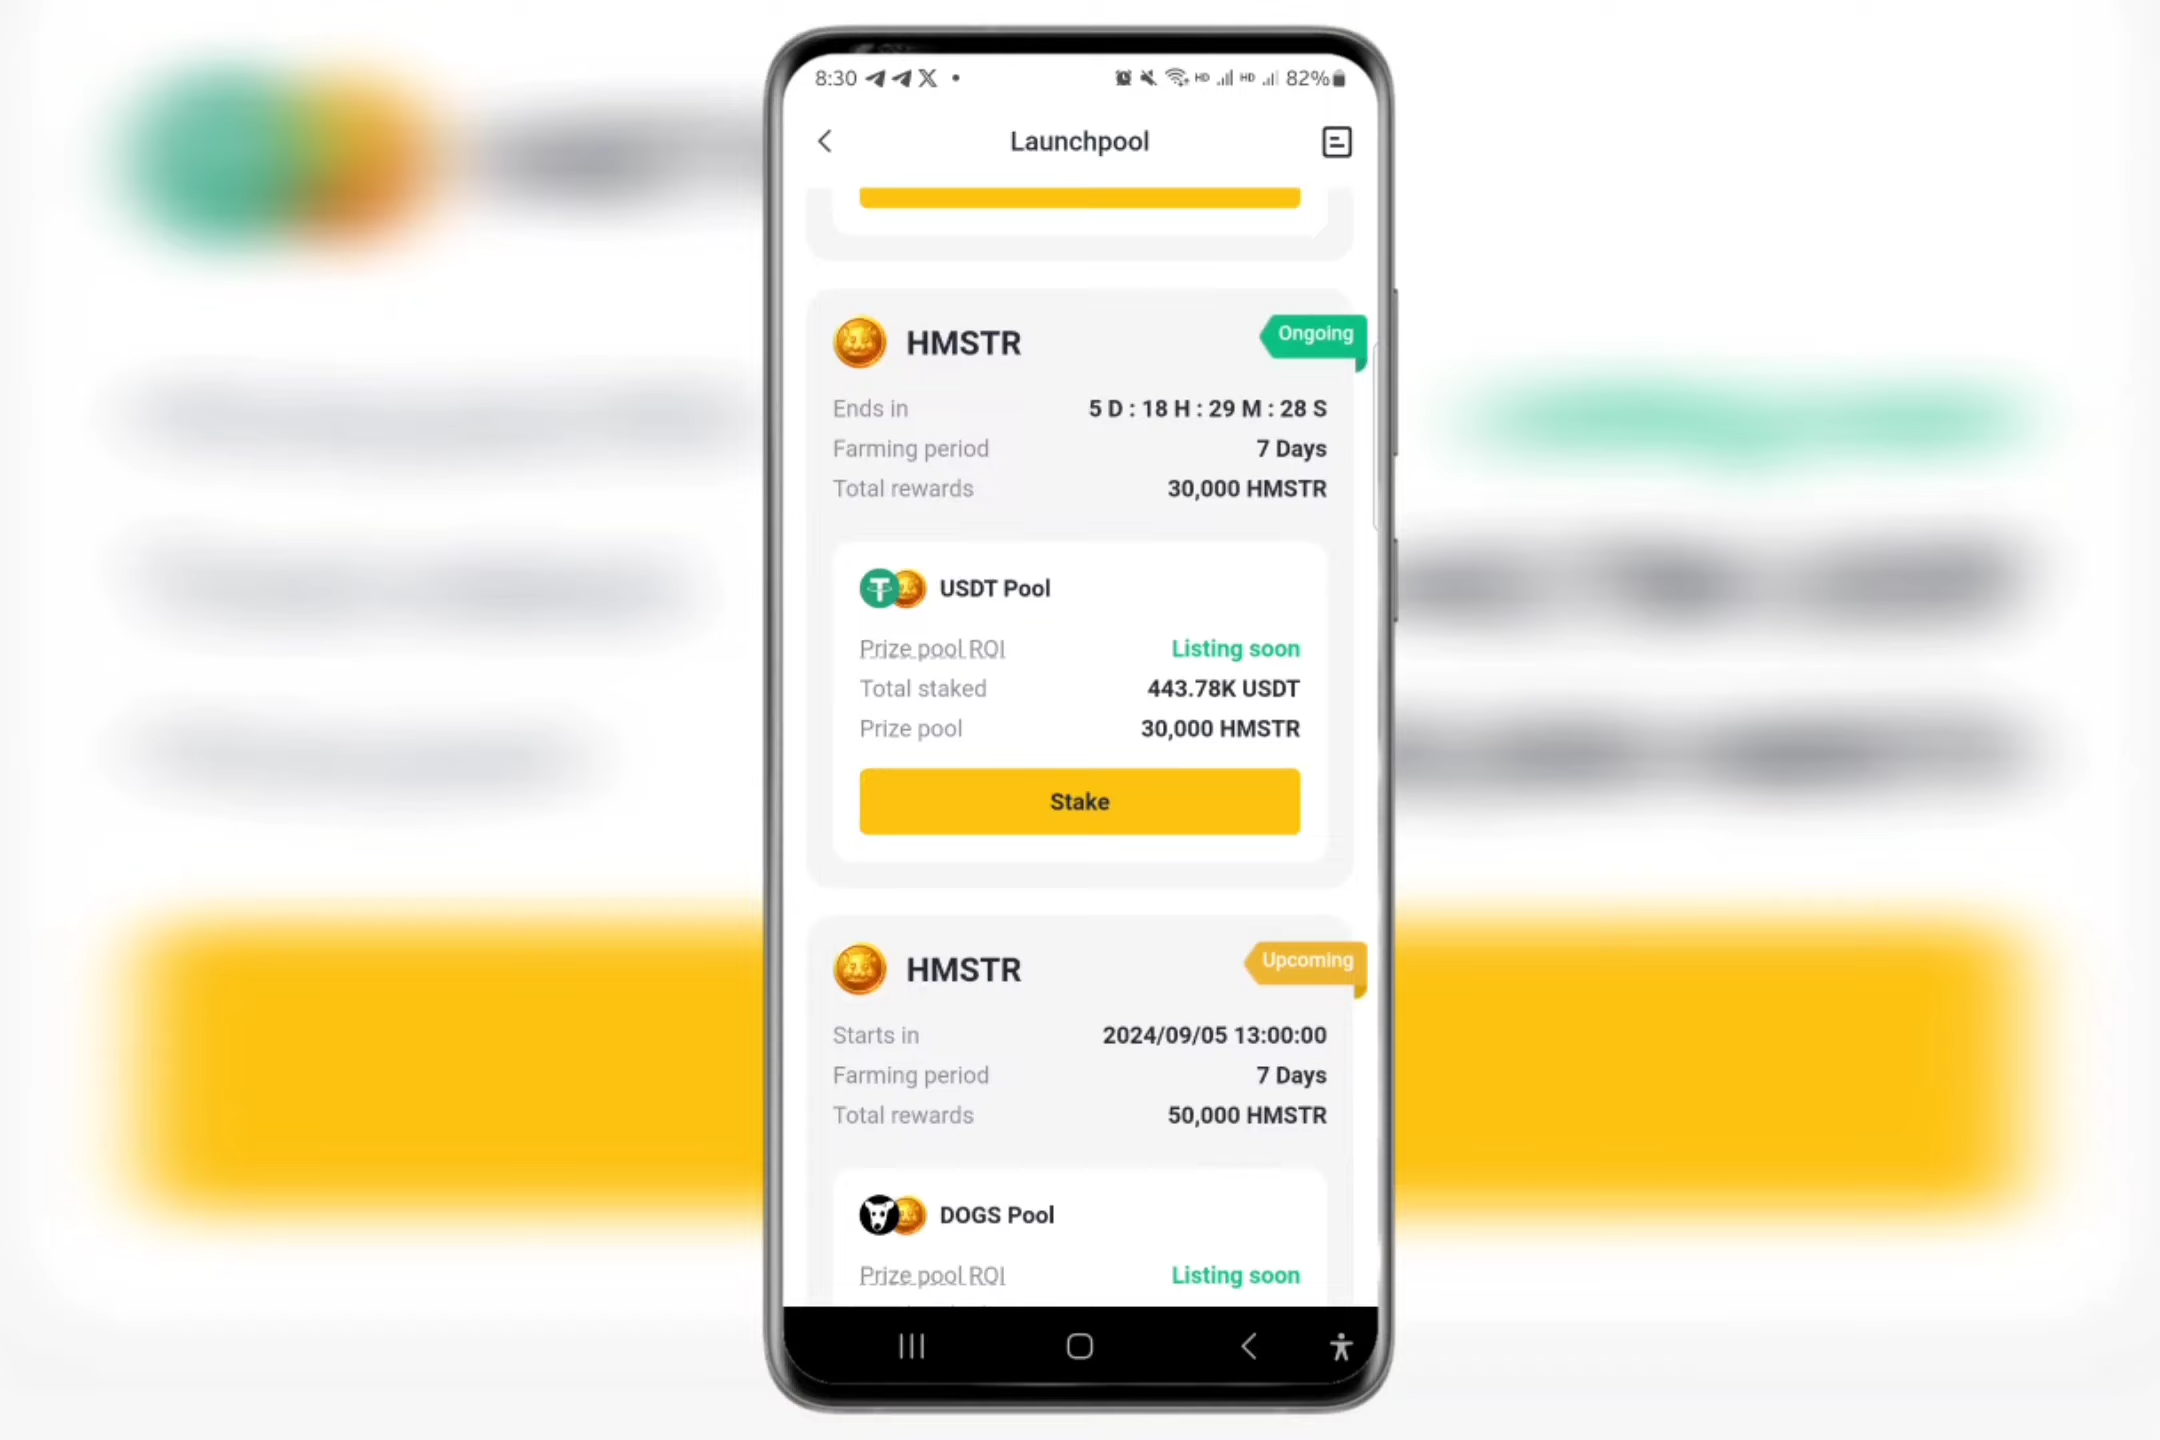 8:30 HD HD 82%
Launchpool
HMSTR Ongoing
Ends in 5 D : 18 H : 29 M : 28 S
Farming period 7 Days
Total rewards 30,000 HMSTR
USDT Pool
Prize pool ROI Listing soon
Total staked 443.78K USDT
Prize pool 30,000 HMSTR
Stake
HMSTR Upcoming
Starts in 2024/09/05 13:00:00
Farming period 7 Days
Total rewards 50,000 HMSTR
DOGS Pool
Prize pool ROI Listing soon